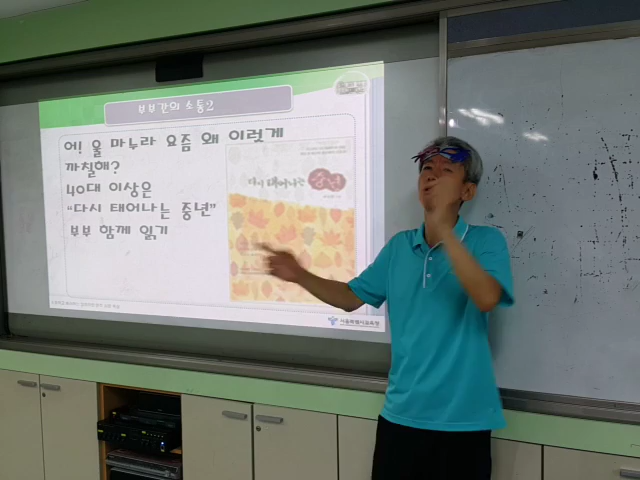 부부간의 소통2
어! 울 마누라 요즘 왜 이렇게
까칠해?
40대 이상은
"다시 태어나는 중년"
부부 함께 읽기
다시 태어나는 중년
서울특별시교육청